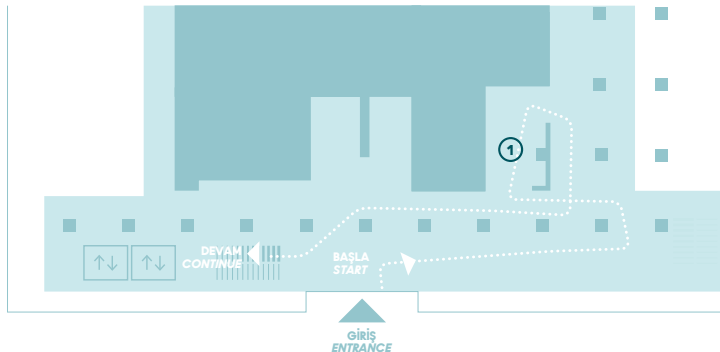 1
DEVAM
CONTINUE
BAŞLA
START
GİRİŞ
ENTRANCE